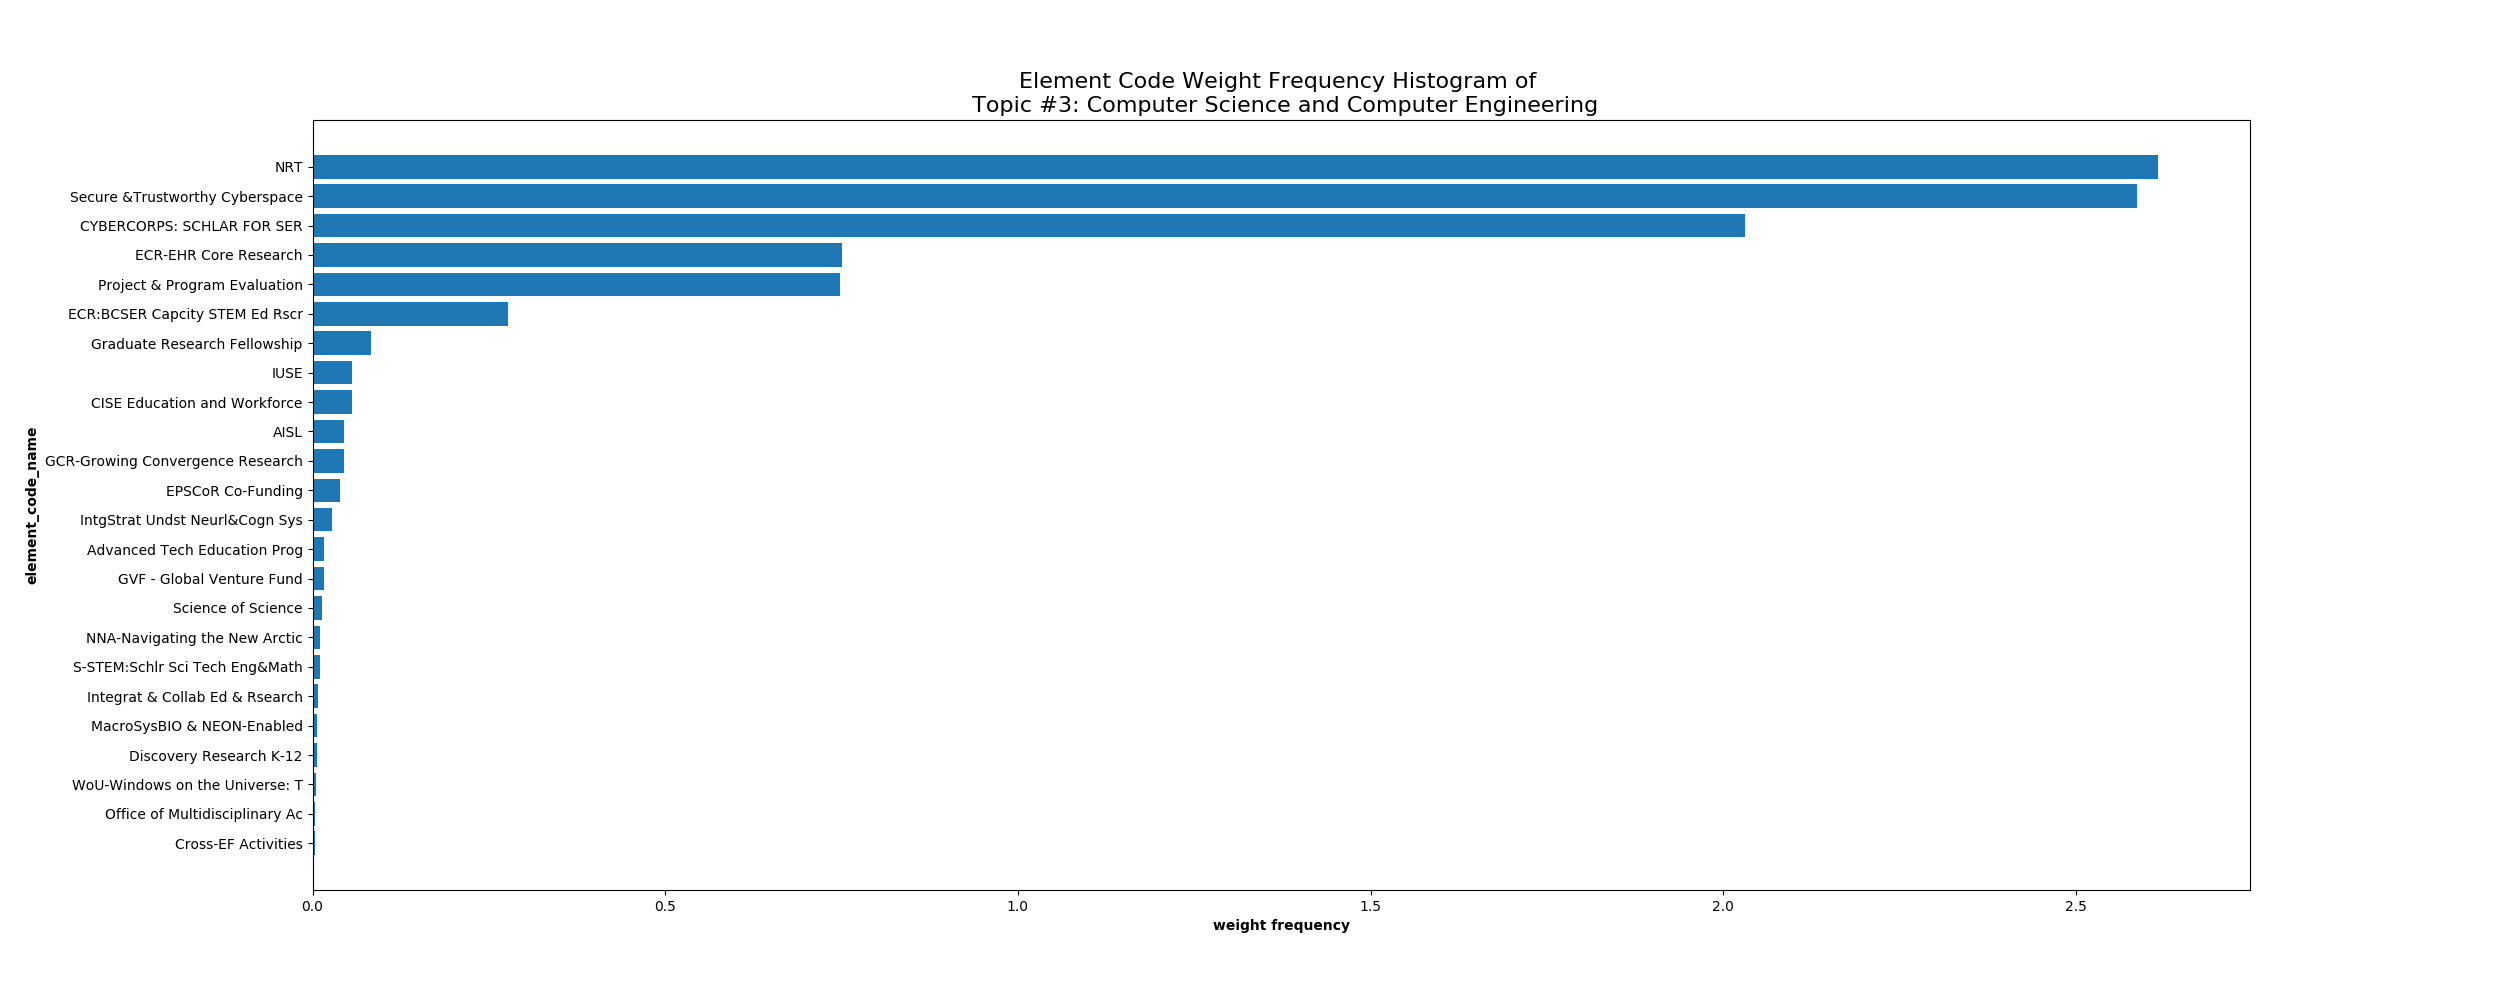 Element Code Weight Frequency Histogram of
Topic #3: Computer Science and Computer Engineering
element_code_name
NRT
Secure &Trustworthy Cyberspace
CYBERCORPS: SCHLAR FOR SER
ECR-EHR Core Research
Project & Program Evaluation
ECR:BCSER Capcity STEM Ed Rscr
Graduate Research Fellowship
IUSE
CISE Education and Workforce
AISL
GCR-Growing Convergence Research
EPSCoR Co-Funding
IntgStrat Undst Neurl&Cogn Sys
Advanced Tech Education Prog
GVF - Global Venture Fund
Science of Science
NNA-Navigating the New Arctic
S-STEM:Schlr Sci Tech Eng&Math
Integrat & Collab Ed & Rsearch
MacroSysBIO & NEON-Enabled
Discovery Research K-12
WoU-Windows on the Universe: T
Office of Multidisciplinary Ac
Cross-EF Activities
0.0 0.5 1.0 1.5 2.0 2.5
weight frequency